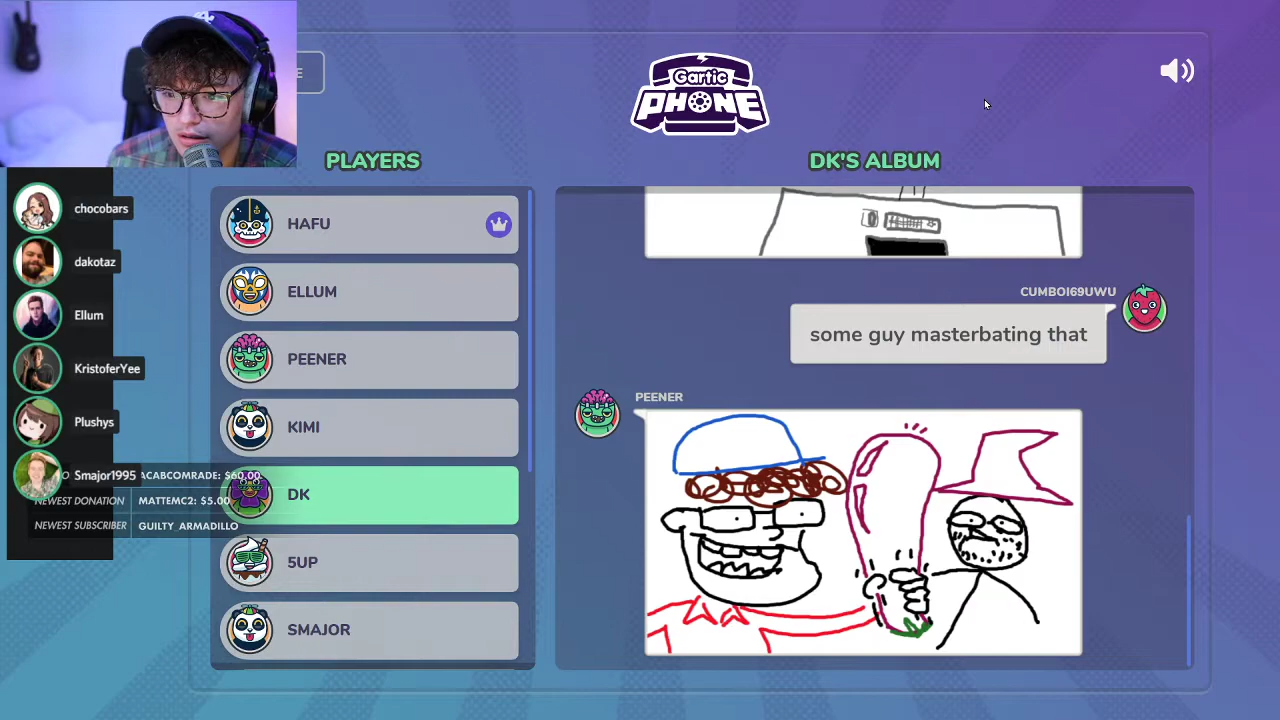 E
Gartic
PHONE
PLAYERS
DK'S ALBUM
chocobars
dakotaz
Ellum
KristoferYee
Plushys
Smajor1995
ACABCOMRADE: $60.00
NEWEST DONATION
MATTEMC2: $5.00
NEWEST SUBSCRIBER
GUILTY_ARMADILLO
HAFU
ELLUM
PEENER
KIMI
DK
5UP
SMAJOR
CUMBOI69UWU
some guy masterbating that
PEENER